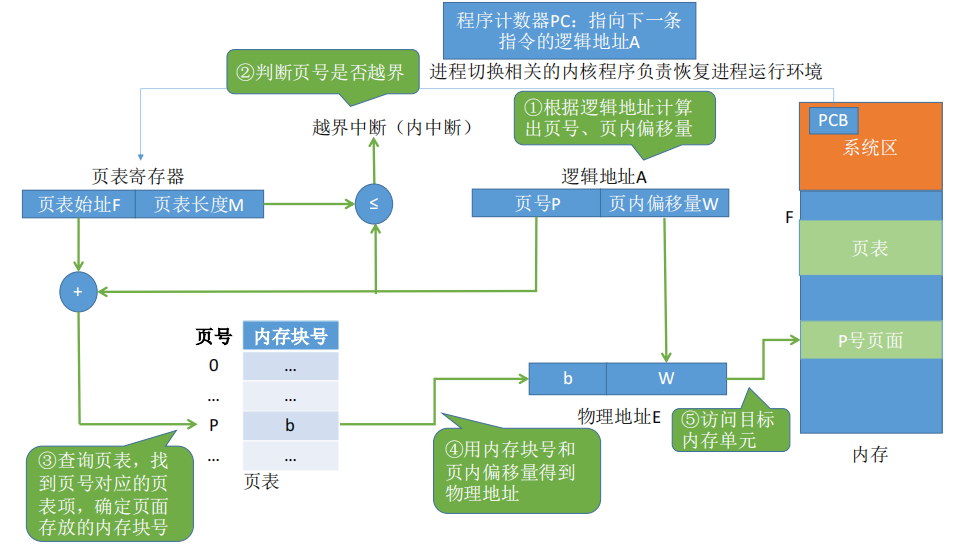 程序计数器PC：指向下一条
指令的逻辑地址A
②判断页号是否越界
进程切换相关的内核程序负责恢复进程运行环境
①根据逻辑地址计算
出页号、页内偏移量
越界中断（内中断）
PCB
系统区
页表寄存器
逻辑地址A
页表始址F
页表长度M
≤
页号P
页内偏移量W
F
页表
+
页号
内存块号
0
...
...
...
P
b
...
...
页表
P号页面
b
W
物理地址E
⑤访问目标
内存单元
内存
③查询页表，找
到页号对应的页
表项，确定页面
存放的内存块号
④用内存块号和
页内偏移量得到
物理地址